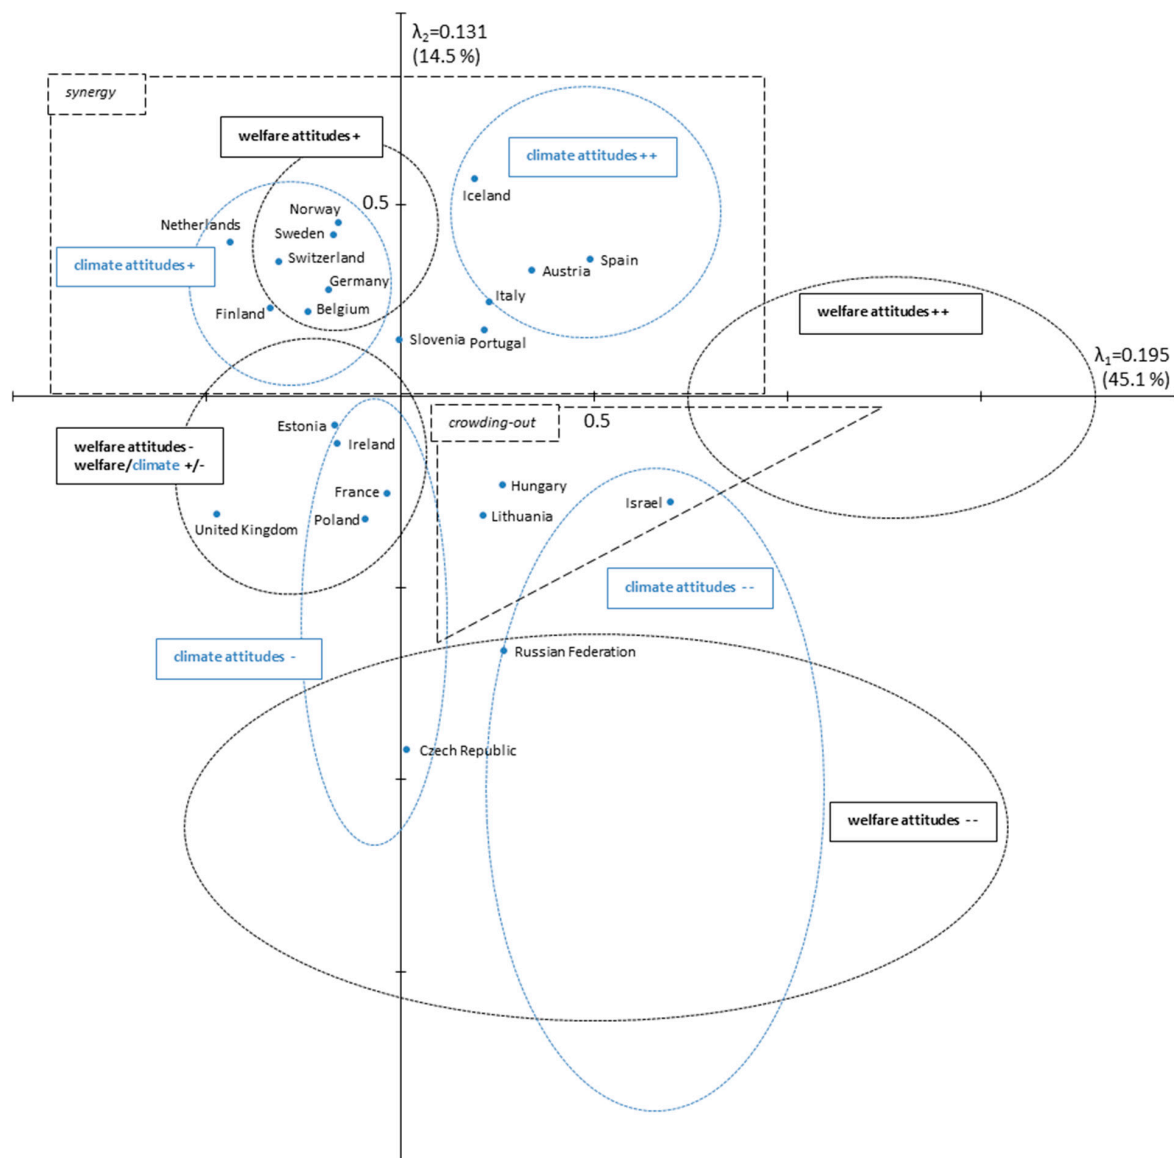 λ2=0.131
(14.5 %)
synergy
welfare attitudes+
climate attitudes++
Iceland
0.5
Norway
Netherlands
Sweden
climate attitudes+
Switzerland
Spain
Austria
Germany
Italy
Finland
Belgium
welfare attitudes++
Slovenia
Portugal
λ1=0.195
(45.1 %)
0.5
crowding-out
Estonia
Ireland
welfare attitudes-
welfare/climate +/-
Hungary
France
Israel
Lithuania
Poland
United Kingdom
climate attitudes --
Russian Federation
climate attitudes -
Czech Republic
welfare attitudes --